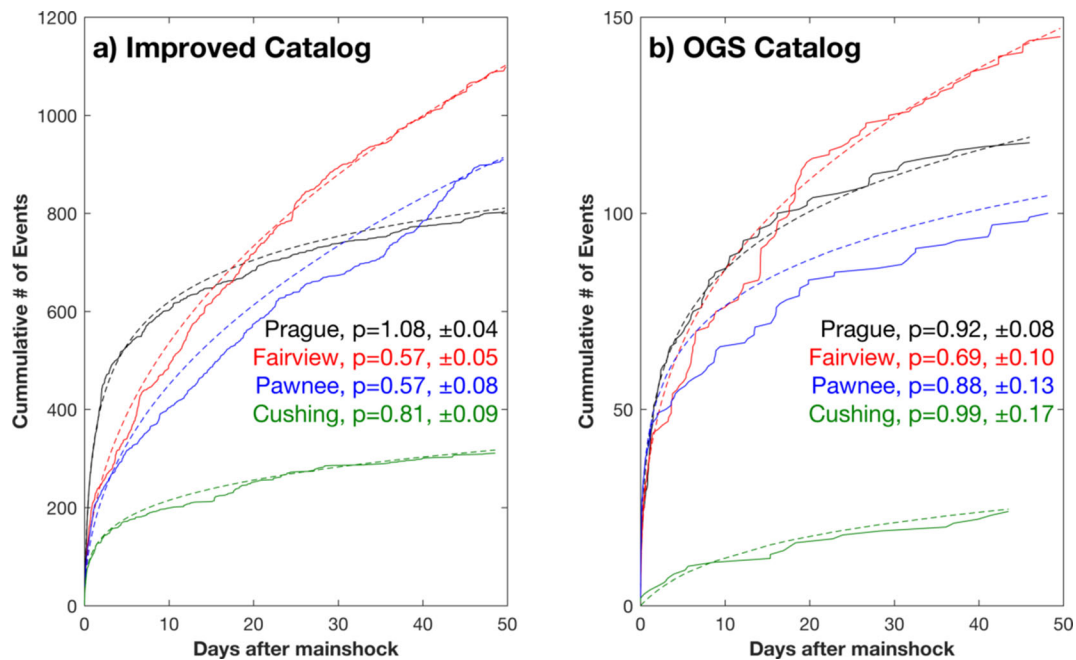 a) Improved Catalog
1200
1000
800
600
400
200
0
Cummulative # of Events
Prague, p=1.08, ±0.04
Fairview, p=0.57, ±0.05
Pawnee, p=0.57, ±0.08
Cushing, p=0.81, ±0.09
0 10 20 30 40 50
Days after mainshock
b) OGS Catalog
150
100
50
0
Cummulative # of Events
Prague, p=0.92, ±0.08
Fairview, p=0.69, ±0.10
Pawnee, p=0.88, ±0.13
Cushing, p=0.99, ±0.17
0 10 20 30 40 50
Days after mainshock